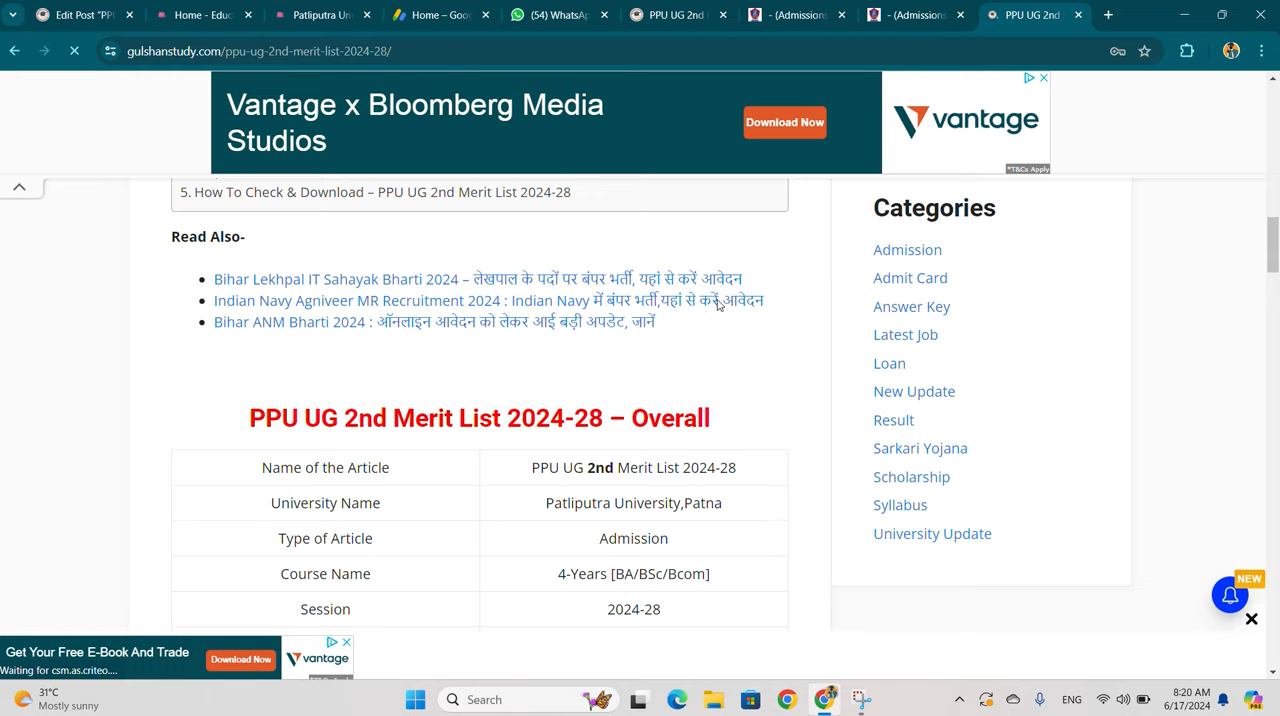 Edit Post "PPU
Home - Educ
Patliputra Un
Home – Goog
(54) WhatsAp
PPU UG 2nd
- (Admissions
- (Admissions
PPU UG 2nd
gulshanstudy.com/ppu-ug-2nd-merit-list-2024-28/
Vantage x Bloomberg Media
Studios
Download Now
vantage
*T&Cs Apply
5. How To Check & Download – PPU UG 2nd Merit List 2024-28
Read Also-
Bihar Lekhpal IT Sahayak Bharti 2024 – लेखपाल के पदों पर बंपर भर्ती, यहां से करें आवेदन
Indian Navy Agniveer MR Recruitment 2024 : Indian Navy में बंपर भर्ती,यहां से करें आवेदन
Bihar ANM Bharti 2024 : ऑनलाइन आवेदन को लेकर आई बड़ी अपडेट, जानें
PPU UG 2nd Merit List 2024-28 – Overall
Name of the Article PPU UG 2nd Merit List 2024-28
University Name Patliputra University,Patna
Type of Article Admission
Course Name 4-Years [BA/BSc/Bcom]
Session 2024-28
Categories
Admission
Admit Card
Answer Key
Latest Job
Loan
New Update
Result
Sarkari Yojana
Scholarship
Syllabus
University Update
NEW
Get Your Free E-Book And Trade
Download Now
vantage
Waiting for csm.as.criteo....
31°C
Mostly sunny
Search
ENG
8:20 AM
6/17/2024
PRE